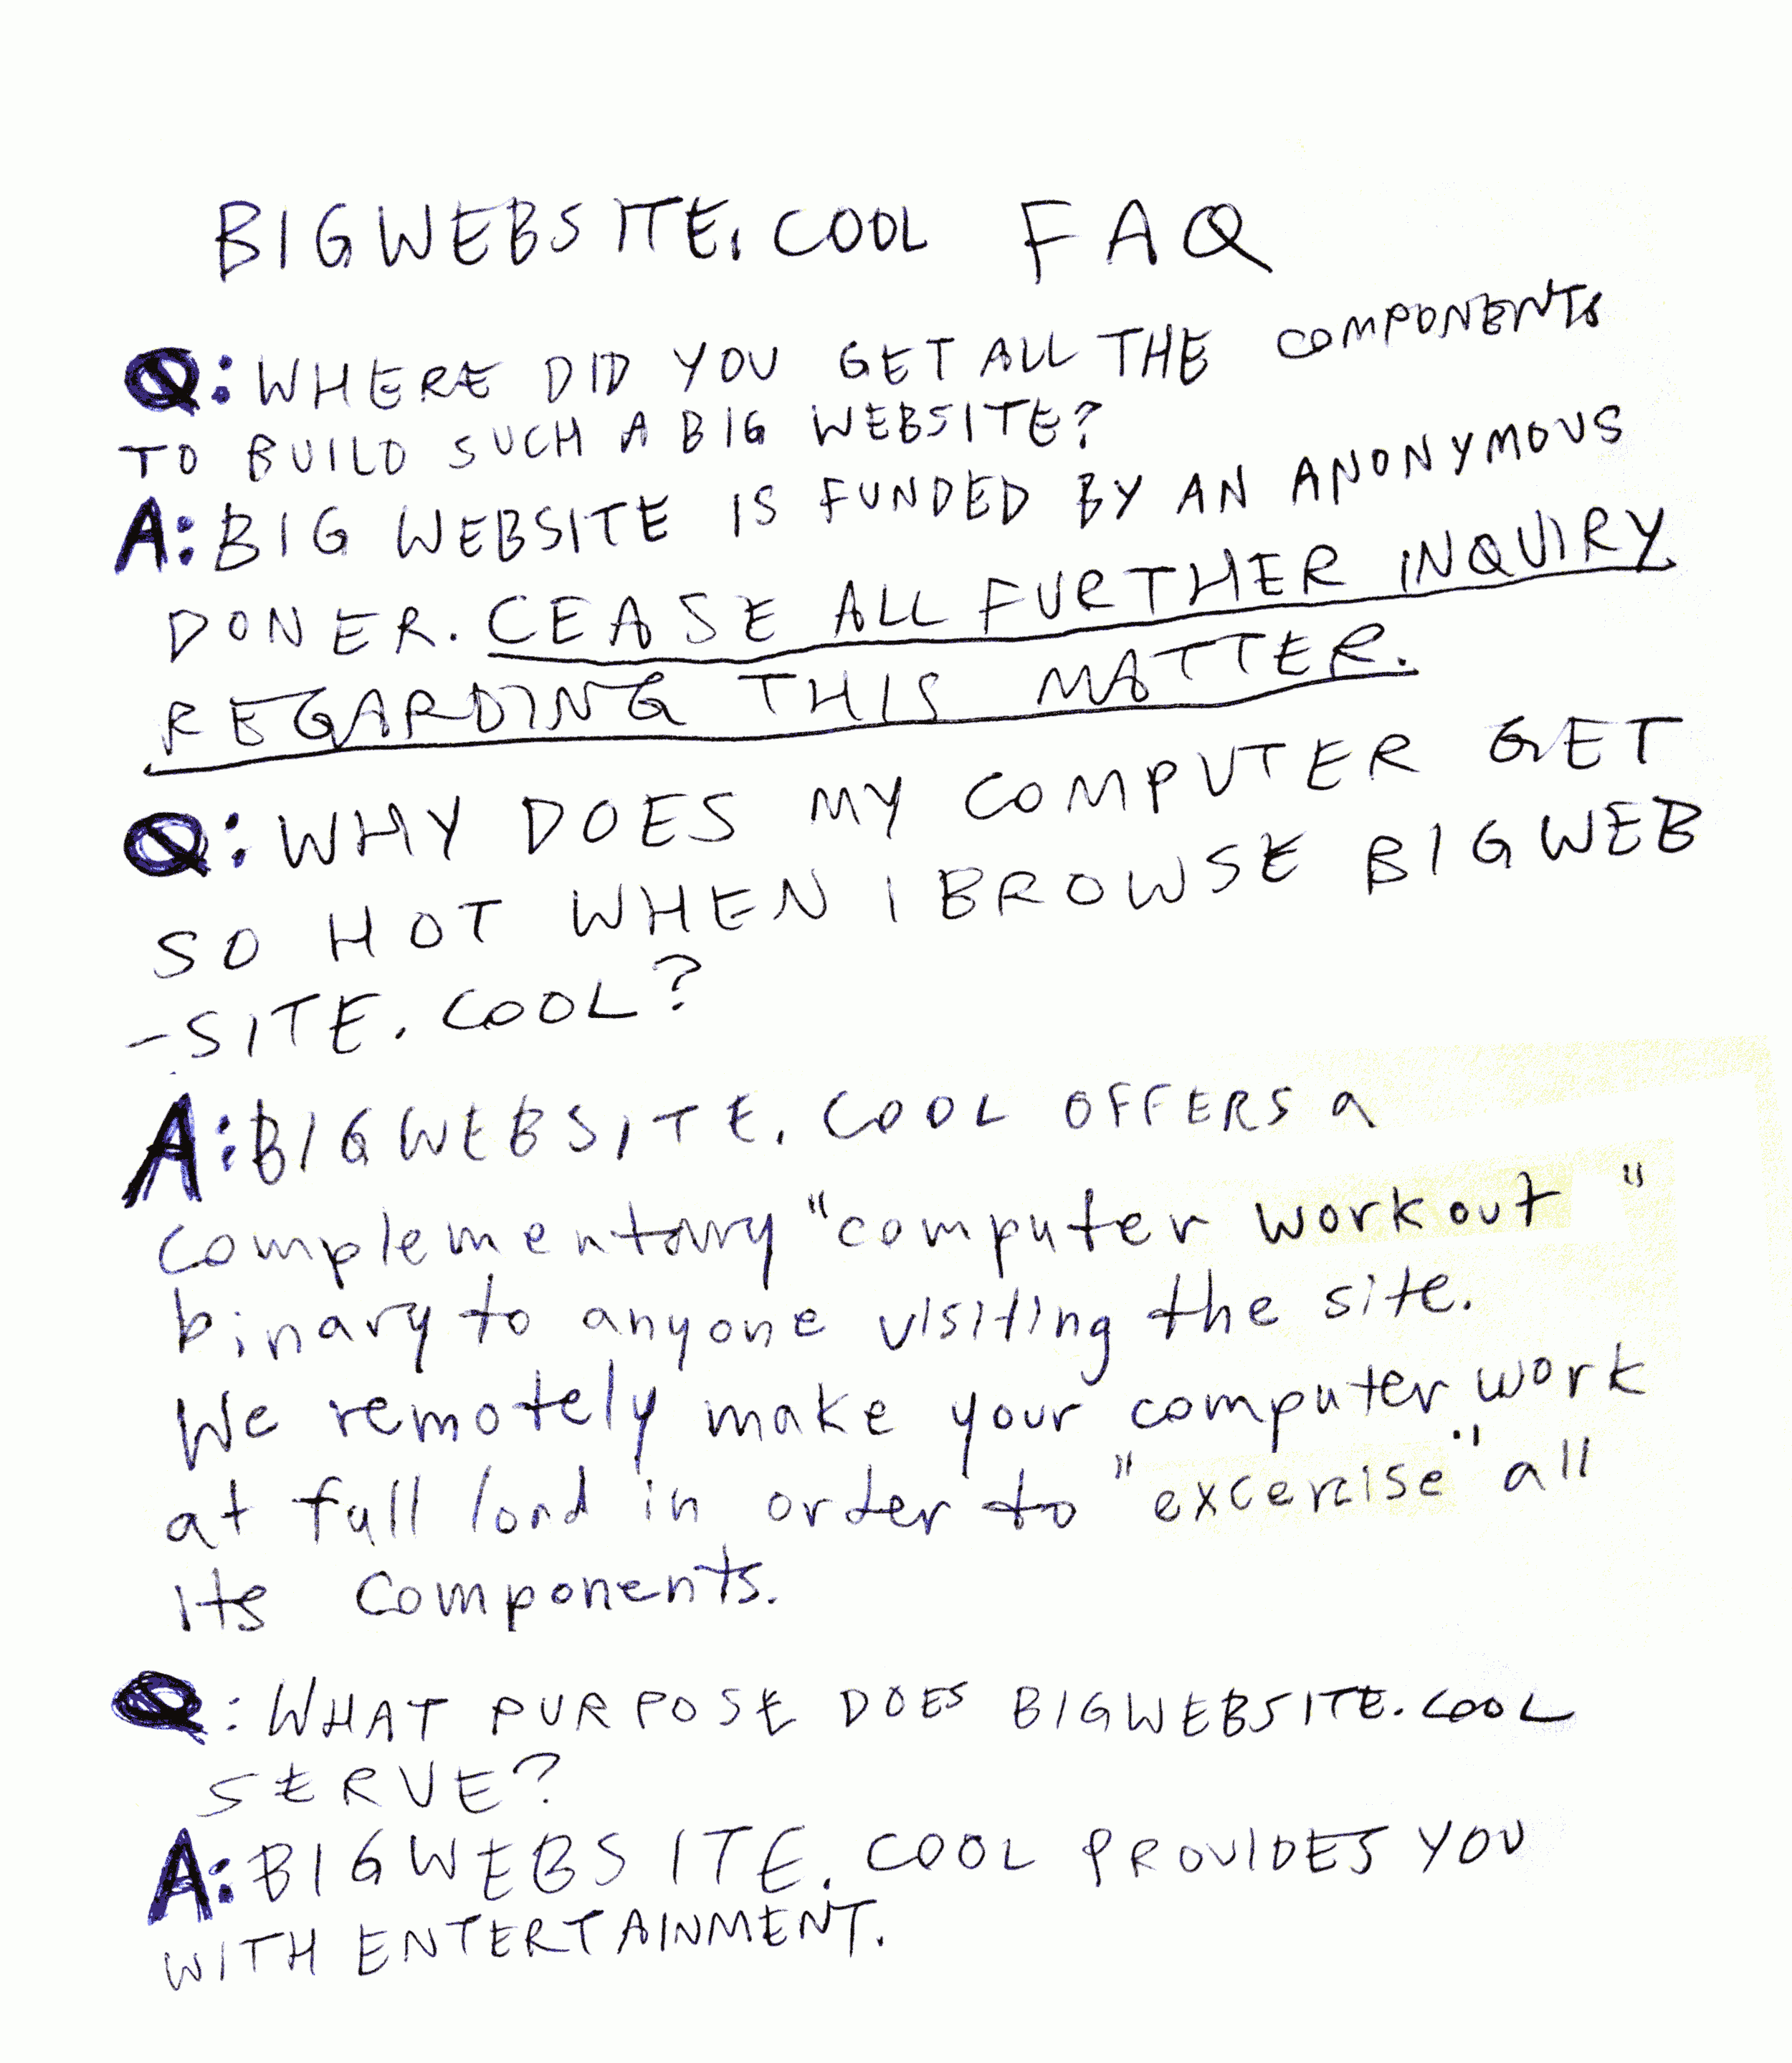 BIGWEBSITE.COOL FAQ
Q: WHERE DID YOU GET ALL THE COMPONENTS
TO BUILD SUCH A BIG WEBSITE?
A: BIG WEBSITE IS FUNDED BY AN ANONYMOUS
DONER. CEASE ALL FURTHER INQUIRY
REGARDING THIS MATTER.
Q: WHY DOES MY COMPUTER GET
SO HOT WHEN I BROWSE BIGWEB
-SITE.COOL?
A: BIGWEBSITE.COOL OFFERS a
complementary "computer workout"
binary to anyone visiting the site.
We remotely make your computer work
at full load in order to "excercise" all
its components.
Q: WHAT PURPOSE DOES BIGWEBSITE.COOL
SERVE?
A: BIGWEBSITE.COOL PROVIDES YOU
WITH ENTERTAINMENT.